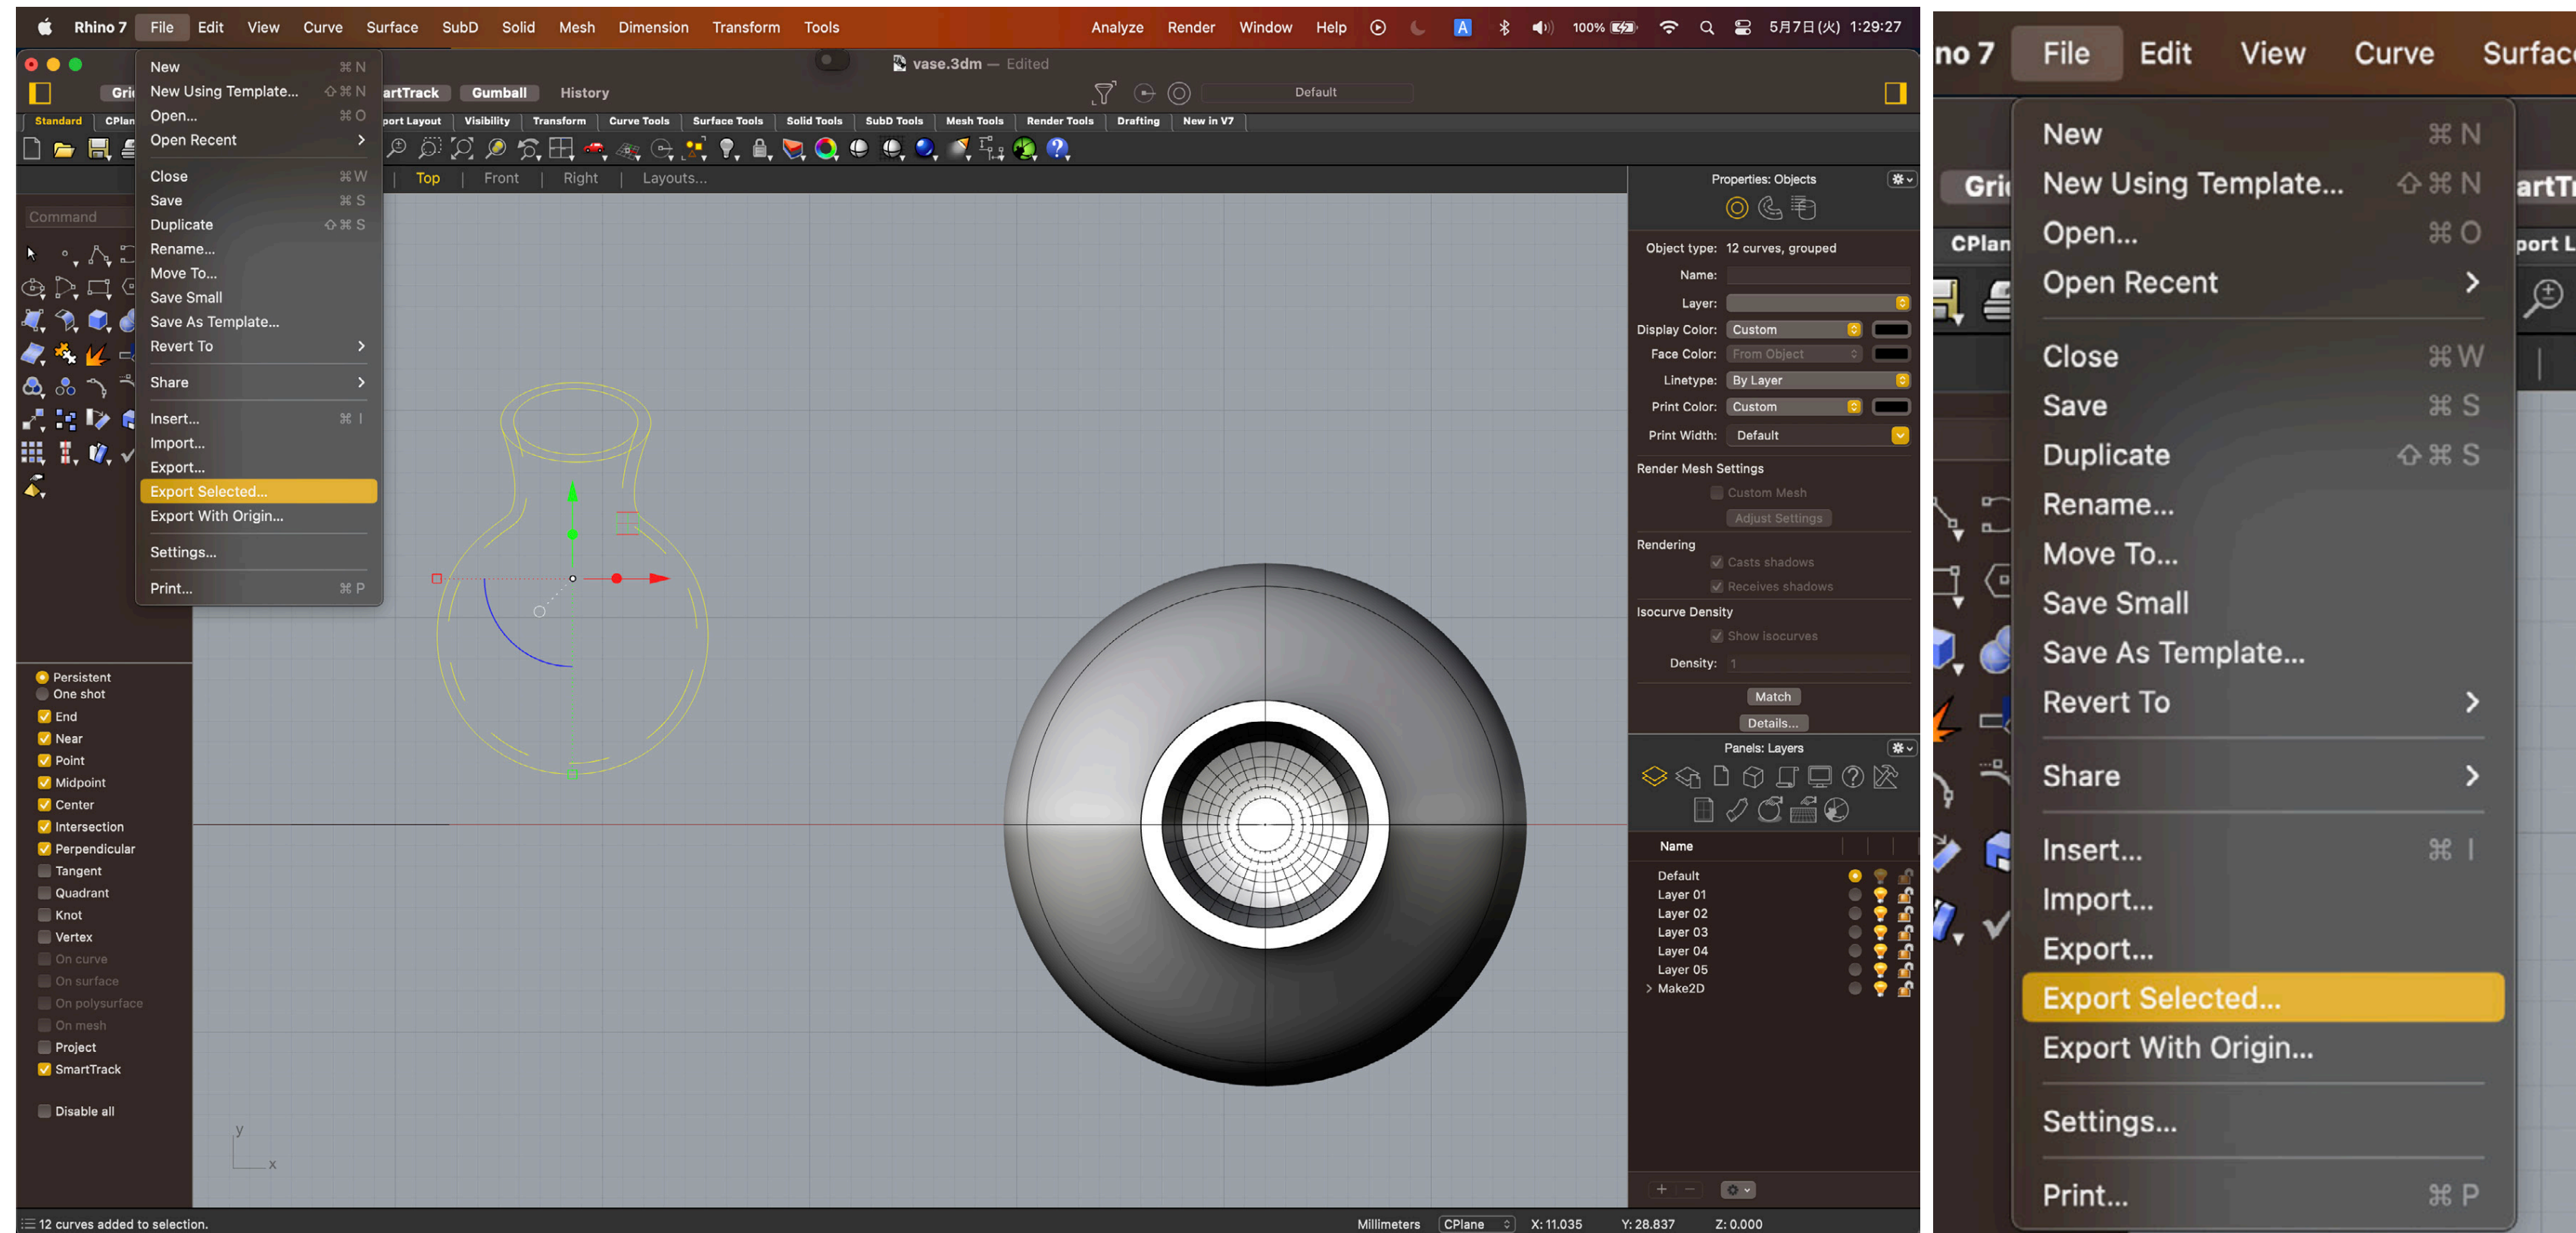 Rhino 7 File Edit View Curve Surface SubD Solid Mesh Dimension Transform Tools Analyze Render Window Help A 100% 5月7日(火) 1:29:27
vase.3dm — Edited
Gri artTrack Gumball History Default
Standard CPlan port Layout Visibility Transform Curve Tools Surface Tools Solid Tools SubD Tools Mesh Tools Render Tools Drafting New in V7
Top Front Right Layouts...
Command
New ⌘ N
New Using Template... ⇧ ⌘ N
Open... ⌘ O
Open Recent
Close ⌘ W
Save ⌘ S
Duplicate ⇧ ⌘ S
Rename...
Move To...
Save Small
Save As Template...
Revert To
Share
Insert... ⌘ I
Import...
Export...
Export Selected...
Export With Origin...
Settings...
Print... ⌘ P
Persistent
One shot
End
Near
Point
Midpoint
Center
Intersection
Perpendicular
Tangent
Quadrant
Knot
Vertex
On curve
On surface
On polysurface
On mesh
Project
SmartTrack
Disable all
y
x
Properties: Objects
Object type: 12 curves, grouped
Name:
Layer:
Display Color: Custom
Face Color: From Object
Linetype: By Layer
Print Color: Custom
Print Width: Default
Render Mesh Settings
Custom Mesh
Adjust Settings
Rendering
Casts shadows
Receives shadows
Isocurve Density
Show isocurves
Density: 1
Match
Details...
Panels: Layers
Name
Default
Layer 01
Layer 02
Layer 03
Layer 04
Layer 05
Make2D
12 curves added to selection. Millimeters CPlane X: 11.035 Y: 28.837 Z: 0.000
no 7 File Edit View Curve Surfac
Gri artT
CPlan port L
New ⌘ N
New Using Template... ⇧ ⌘ N
Open... ⌘ O
Open Recent
Close ⌘ W
Save ⌘ S
Duplicate ⇧ ⌘ S
Rename...
Move To...
Save Small
Save As Template...
Revert To
Share
Insert... ⌘ I
Import...
Export...
Export Selected...
Export With Origin...
Settings...
Print... ⌘ P